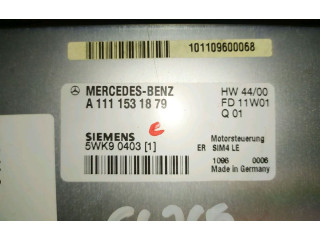 101109600068
MERCEDES-BENZ
A 111 153 18 79
HW 44/00
FD 11W01
Q 01
SIEMENS
5WK9 0403 [1]
Motorsteuerung
ER SIM4 LE
1096 0006
Made in Germany